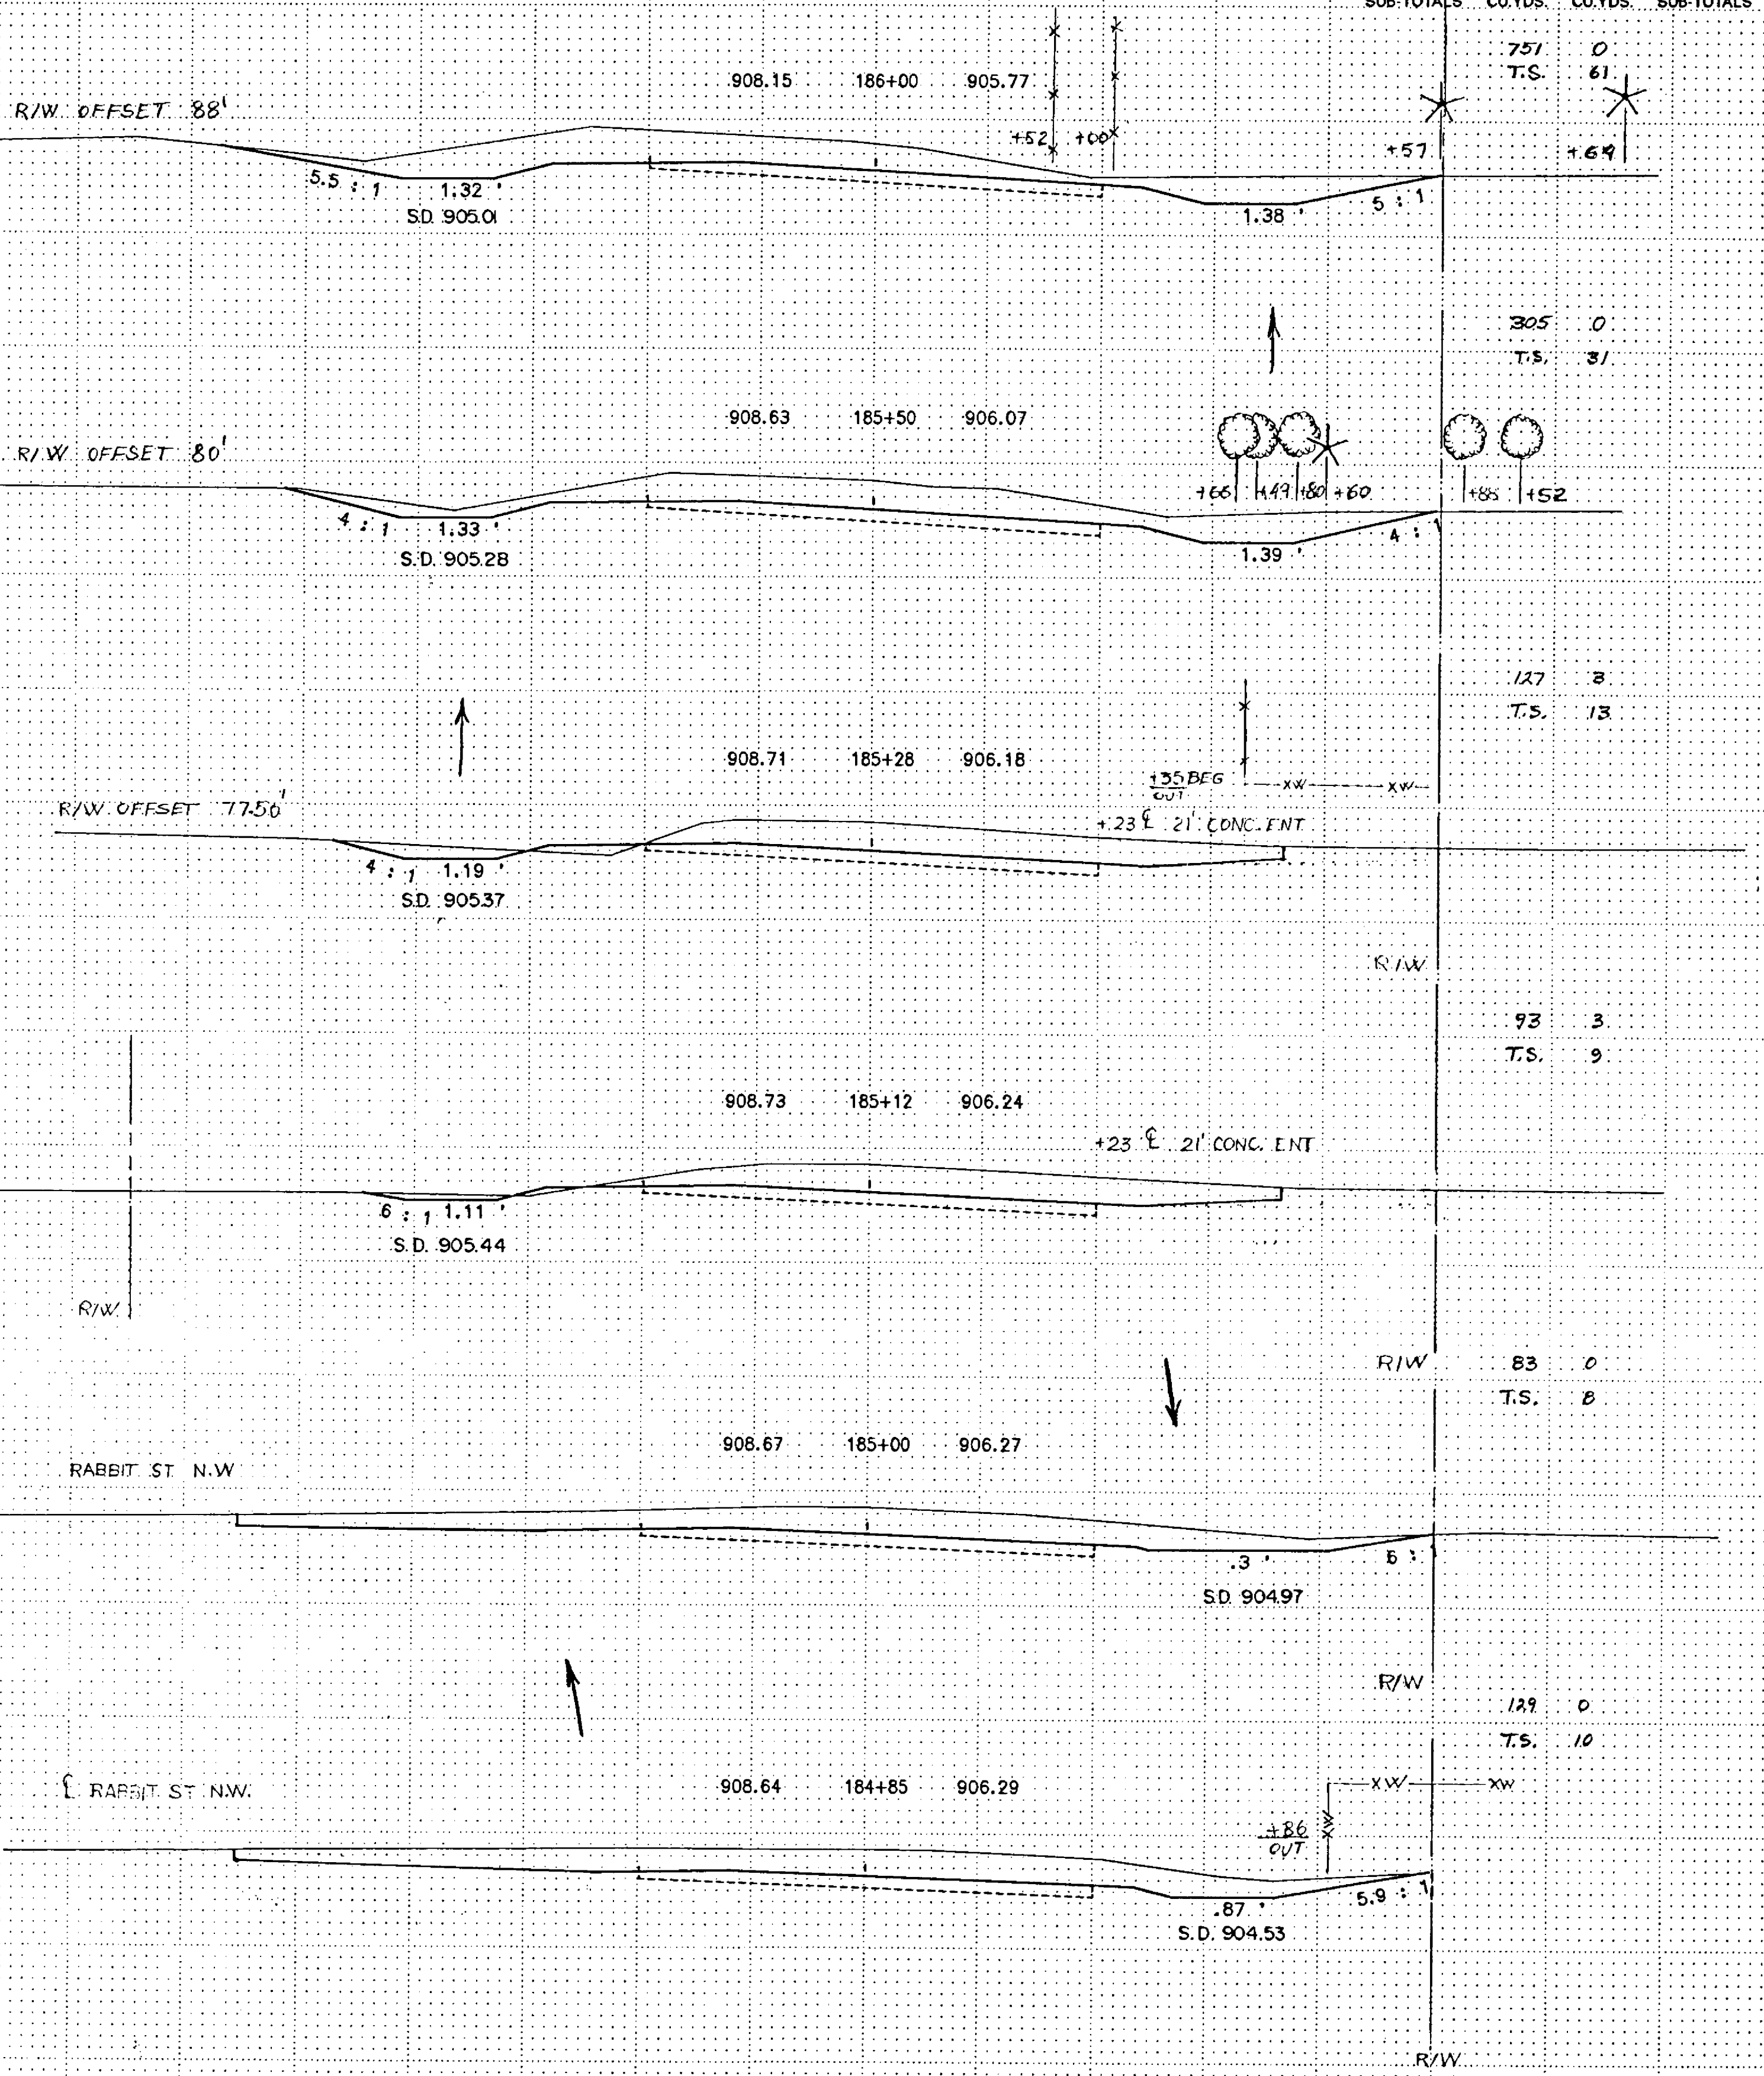 SUB-TOTALS CU.YDS. CU.YDS. SUB-TOTALS
751 0
T.S. 61
908.15 186+00 905.77
R/W OFFSET 88'
+52 +00 +57 +69
5.5 : 1 1.32 '
S.D. 905.01
1.38 ' 5 : 1
305 0
T.S. 31
908.63 185+50 906.07
R/W OFFSET 80'
+66 +49 +80 +60 +88 +52
4 : 1 1.33 '
S.D. 905.28
1.39 ' 4 : 1
127 3
T.S. 13
908.71 185+28 906.18
+35 BEG
OUT
XW XW
R/W OFFSET 77.50'
+23 ℄ 21' CONC. ENT
4 : 1 1.19 '
S.D. 905.37
R/W
93 3
T.S. 9
908.73 185+12 906.24
+23 ℄ 21' CONC. ENT
6 : 1 1.11 '
S.D. 905.44
R/W
R/W 83 0
T.S. 8
908.67 185+00 906.27
RABBIT ST N.W
.3 ' 6 : 1
S.D. 904.97
R/W
129 0
T.S. 10
908.64 184+85 906.29
XW XW
℄ RABBIT ST N.W.
+86
OUT
.87 ' 5.9 : 1
S.D. 904.53
R/W